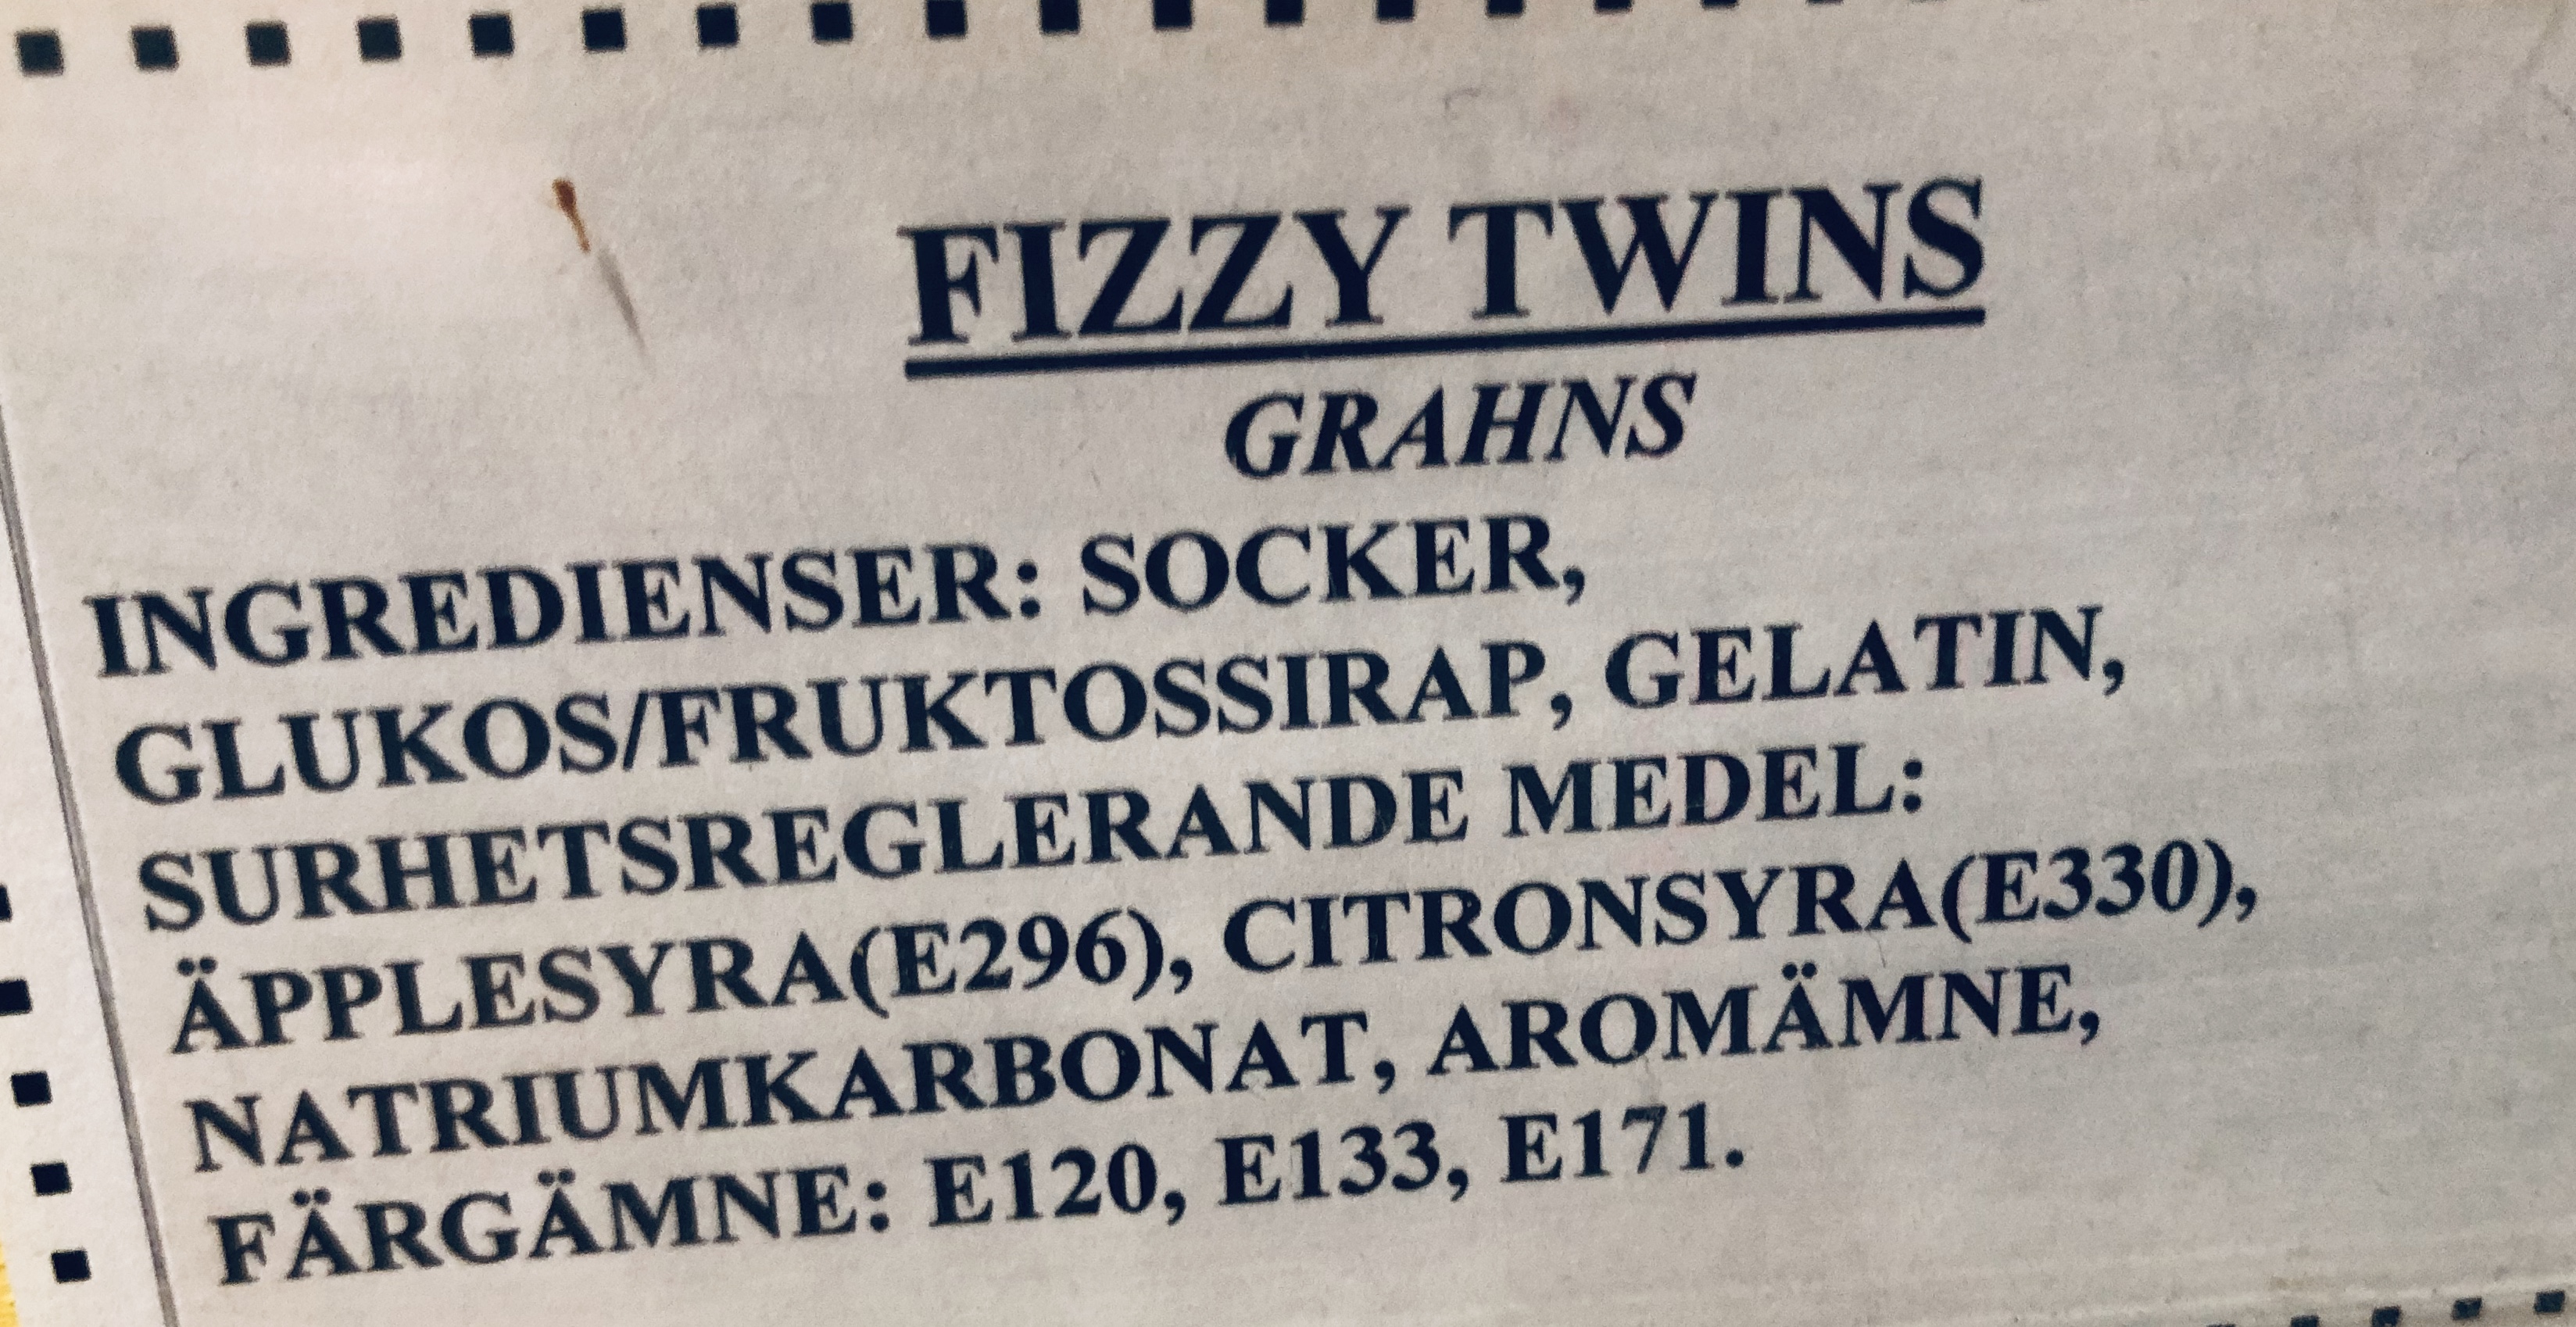 FIZZY TWINS
GRAHNS
INGREDIENSER: SOCKER,
GLUKOS/FRUKTOSSIRAP, GELATIN,
SURHETSREGLERANDE MEDEL:
ÄPPLESYRA(E296), CITRONSYRA(E330),
NATRIUMKARBONAT, AROMÄMNE,
FÄRGÄMNE: E120, E133, E171.